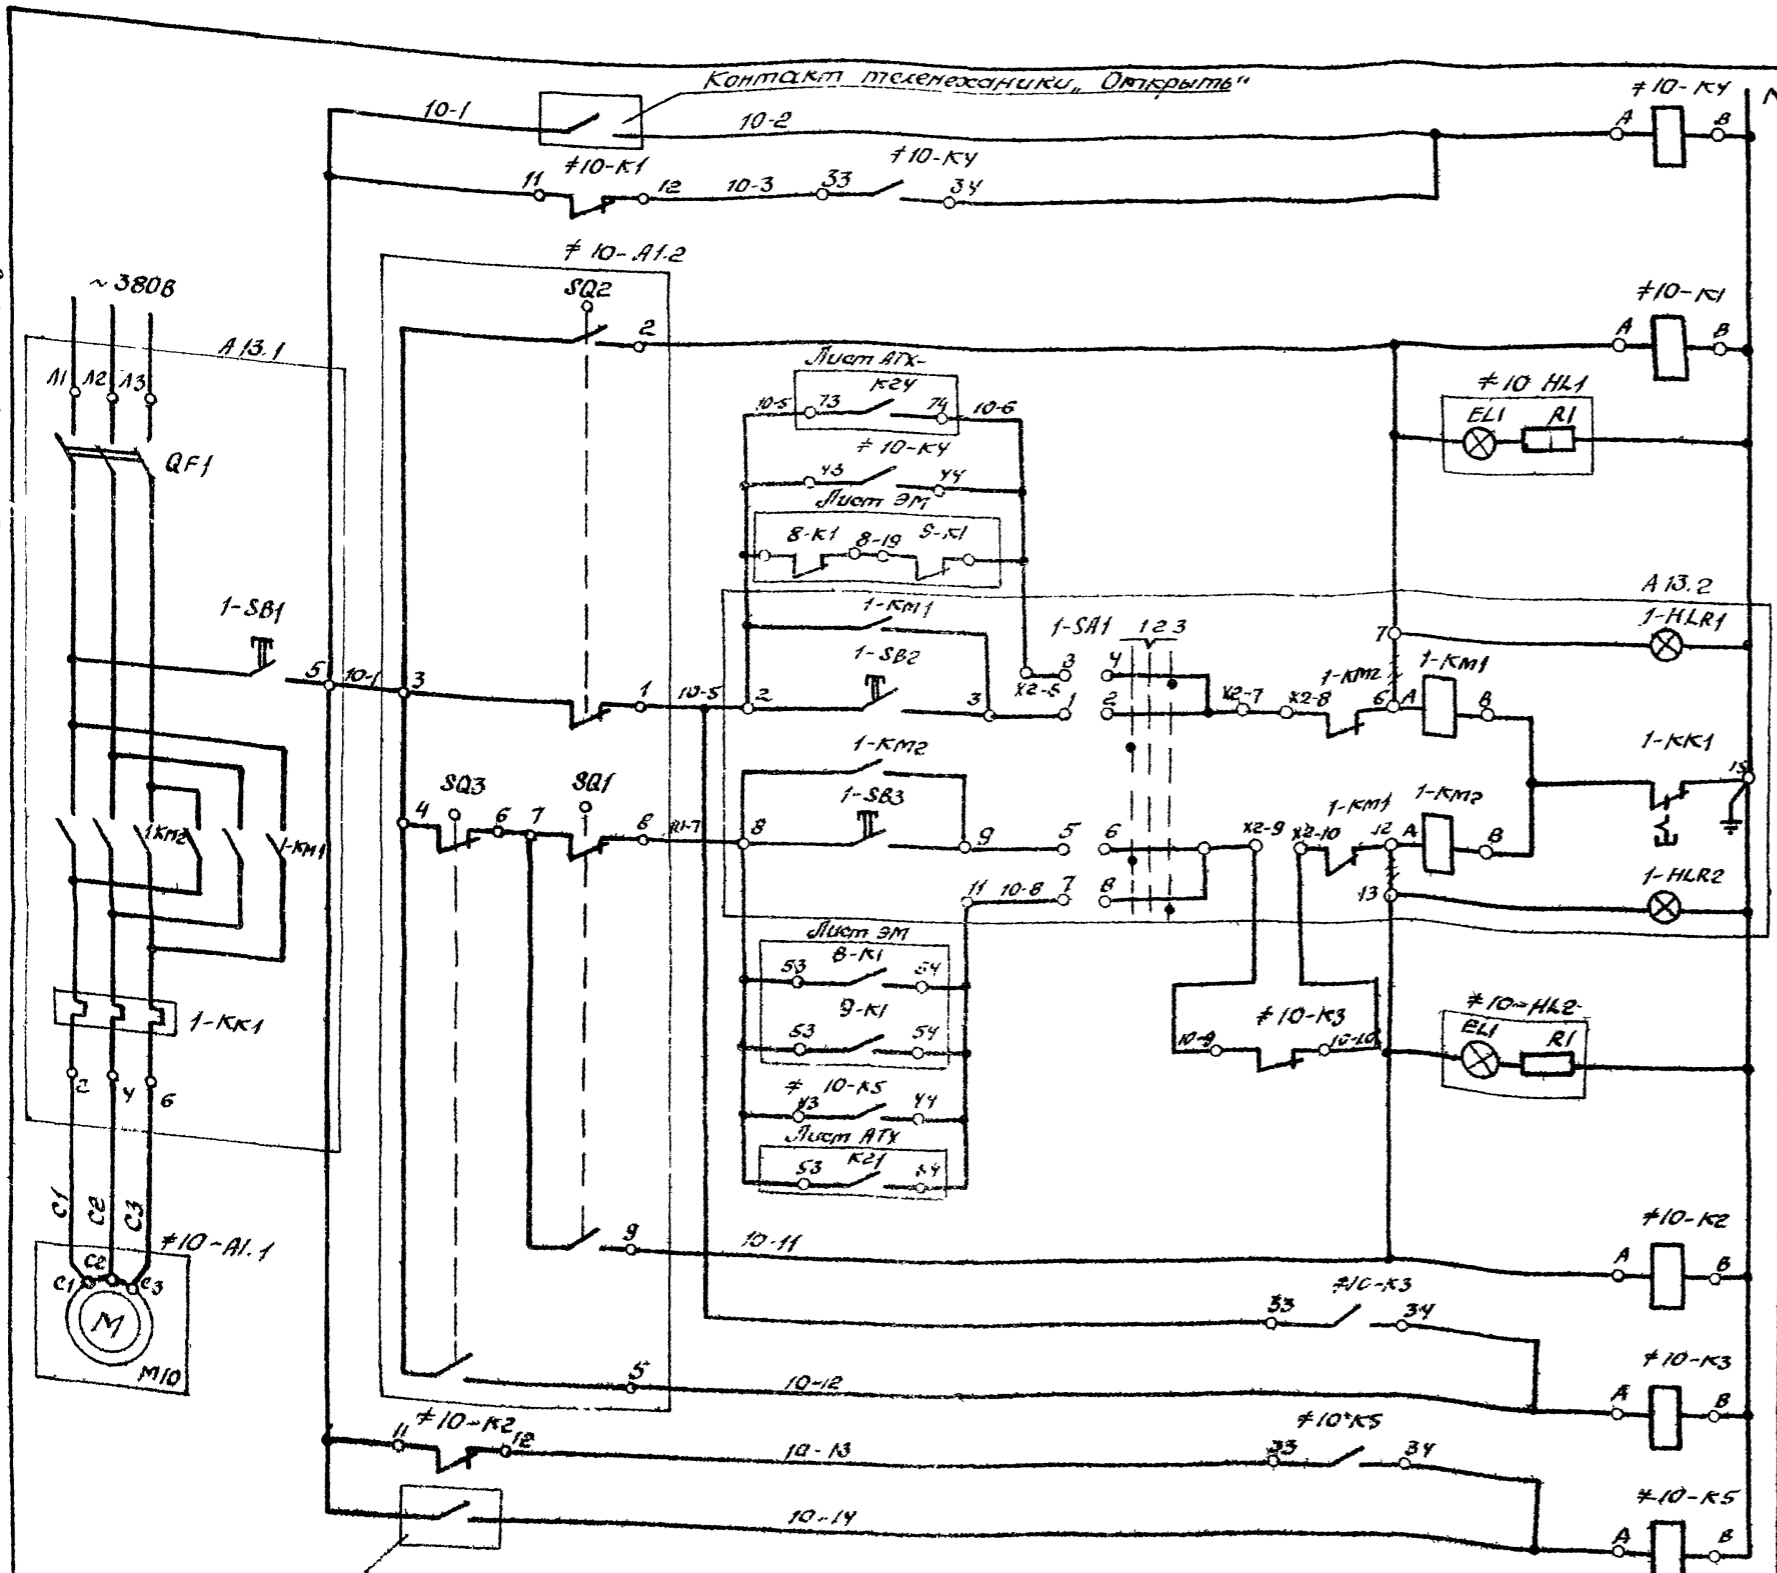 Контакт телемеханики „Открыть"
≠10-К4
N
10-1
10-2
А
В
≠10-К1
≠10-К4
11
12
10-3
33
34
≠10-А1.2
~380В
SQ2
≠10-К1
А 13.1
2
А
В
Лист АТХ-
≠10 HL1
Л1
Л2
Л3
К24
10-5
73
74
10-6
EL1
R1
≠10-К4
QF1
43
44
Лист ЭМ
8-К1
8-19
9-К1
А 13.2
1-SB1
1-КМ1
1-SA1
1 2 3
1-HLR1
7
1-SB2
3
4
1-КМ2
1-КМ1
5
10-1
3
1
10-5
2
3
Х2-5
1
2
Х2-7
Х2-8
6
А
В
1-КМ2
1-КК1
SQ3
SQ1
1-SB3
1-КМ1
1-КМ2
15
4
6
7
8
10-7
8
9
5
6
Х2-9
Х2-10
12
А
В
1КМ2
1-КМ1
11
10-8
7
8
13
1-HLR2
Лист ЭМ
53
8-К1
54
1-КК1
9-К1
≠10-К3
≠10-HL2
53
54
10-9
10-10
EL1
R1
2
4
6
≠10-К5
43
44
Лист АТХ
53
К21
54
С1
С2
С3
≠10-А1.1
9
10-11
≠10-К2
А
В
С1
С2
С3
≠10-К3
33
34
М
М10
5
10-12
≠10-К3
А
В
11
≠10-К2
12
10-13
≠10-К5
33
34
10-14
≠10-К5
А
В